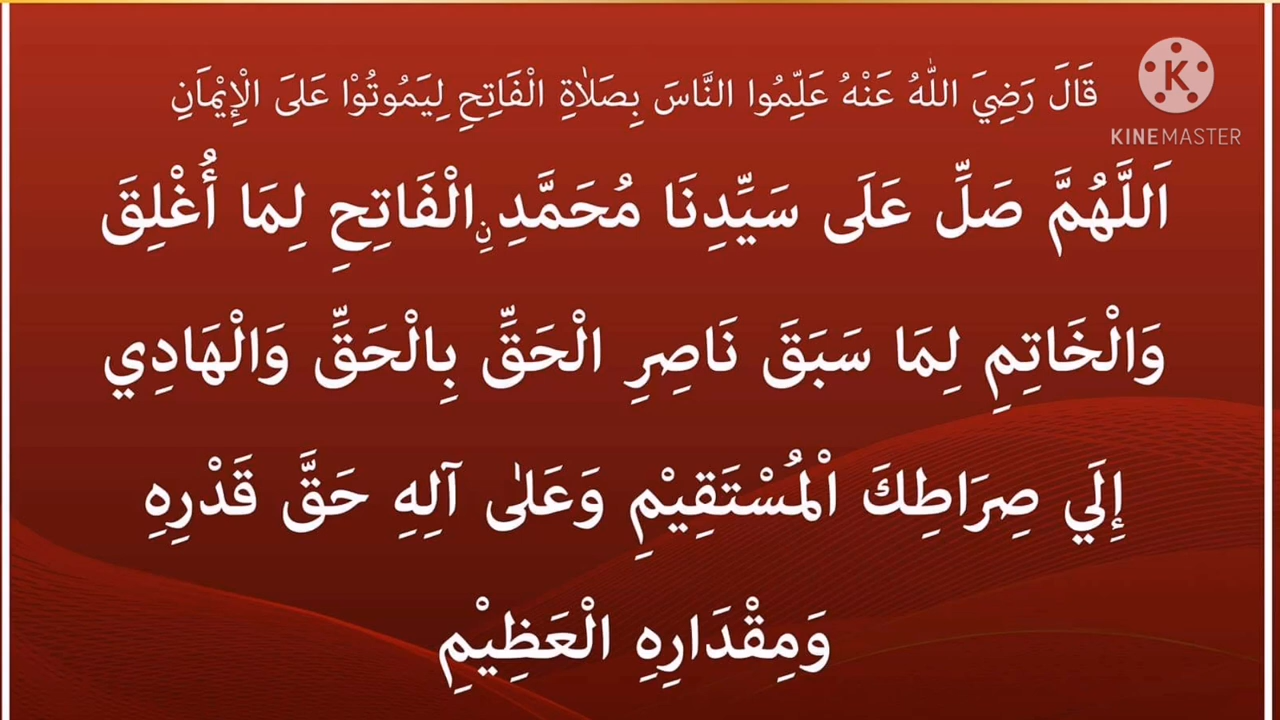 قَالَ رَضِيَ اللّٰهُ عَنْهُ عَلِّمُوا النَّاسَ بِصَلَاةِ الْفَاتِحِ لِيَمُوتُوْا عَلىَ الْإِيْمَانِ
K
KINEMASTER
اَللَّهُمَّ صَلِّ عَلَى سَيِّدِنَا مُحَمَّدِ نِ الْفَاتِحِ لِمَا أُغْلِقَ
وَالْخَاتِمِ لِمَا سَبَقَ نَاصِرِ الْحَقِّ بِالْحَقِّ وَالْهَادِي
إِلَي صِرَاطِكَ الْمُسْتَقِيْمِ وَعَلٰى آلِهِ حَقَّ قَدْرِهِ
وَمِقْدَارِهِ الْعَظِيْمِ